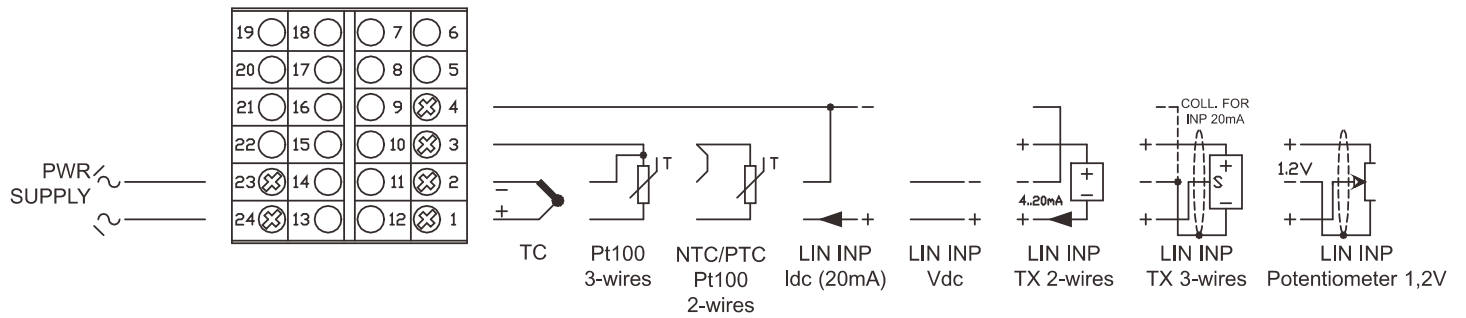 19 18 7 6
20 17 8 5
21 16 9 4
22 15 10 3
23 14 11 2
24 13 12 1
PWR
SUPPLY
~
~
−
+
TC
T
Pt100
3-wires
T
NTC/PTC
Pt100
2-wires
−
+
LIN INP
Idc (20mA)
−
+
LIN INP
Vdc
−
+
−
+
+
−
4..20mA
LIN INP
TX 2-wires
COLL. FOR
INP 20mA
−
+
−
+
+
S
−
LIN INP
TX 3-wires
+
1.2V
−
+
LIN INP
Potentiometer 1,2V